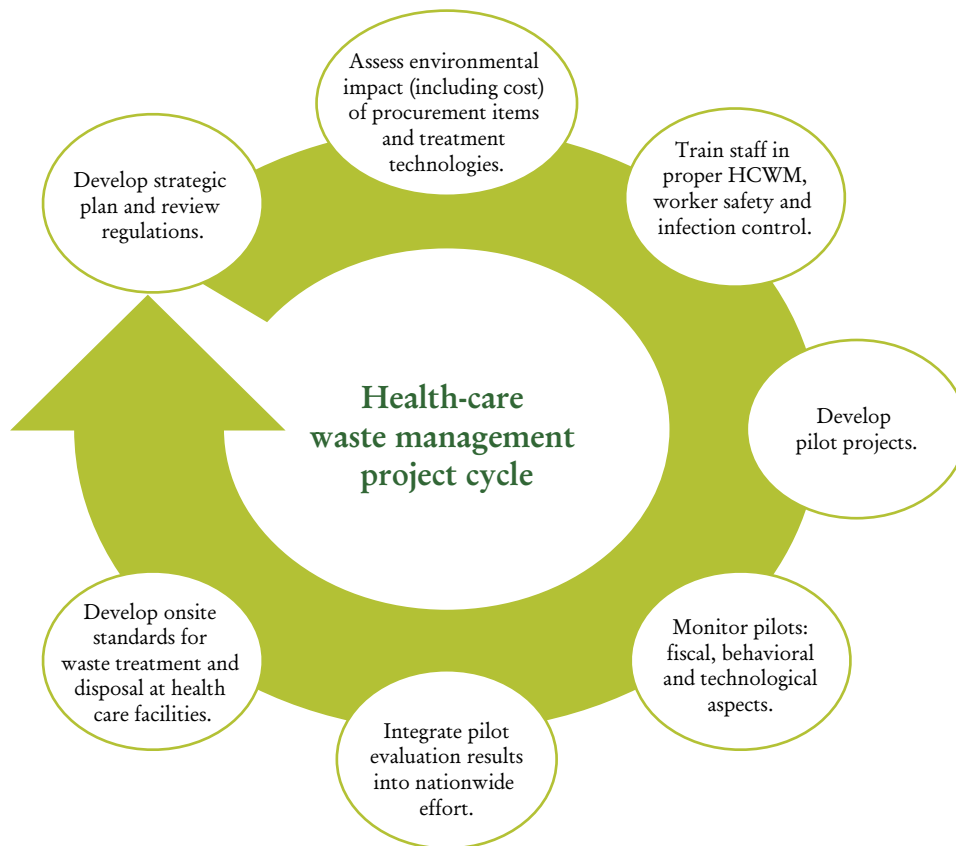 Assess environmental
impact (including cost)
of procurement items
and treatment
technologies.
Train staff in
proper HCWM,
worker safety and
infection control.
Develop
pilot projects.
Monitor pilots:
fiscal, behavioral
and technological
aspects.
Integrate pilot
evaluation results
into nationwide
effort.
Develop onsite
standards for
waste treatment and
disposal at health
care facilities.
Develop strategic
plan and review
regulations.
Health-care
waste management
project cycle